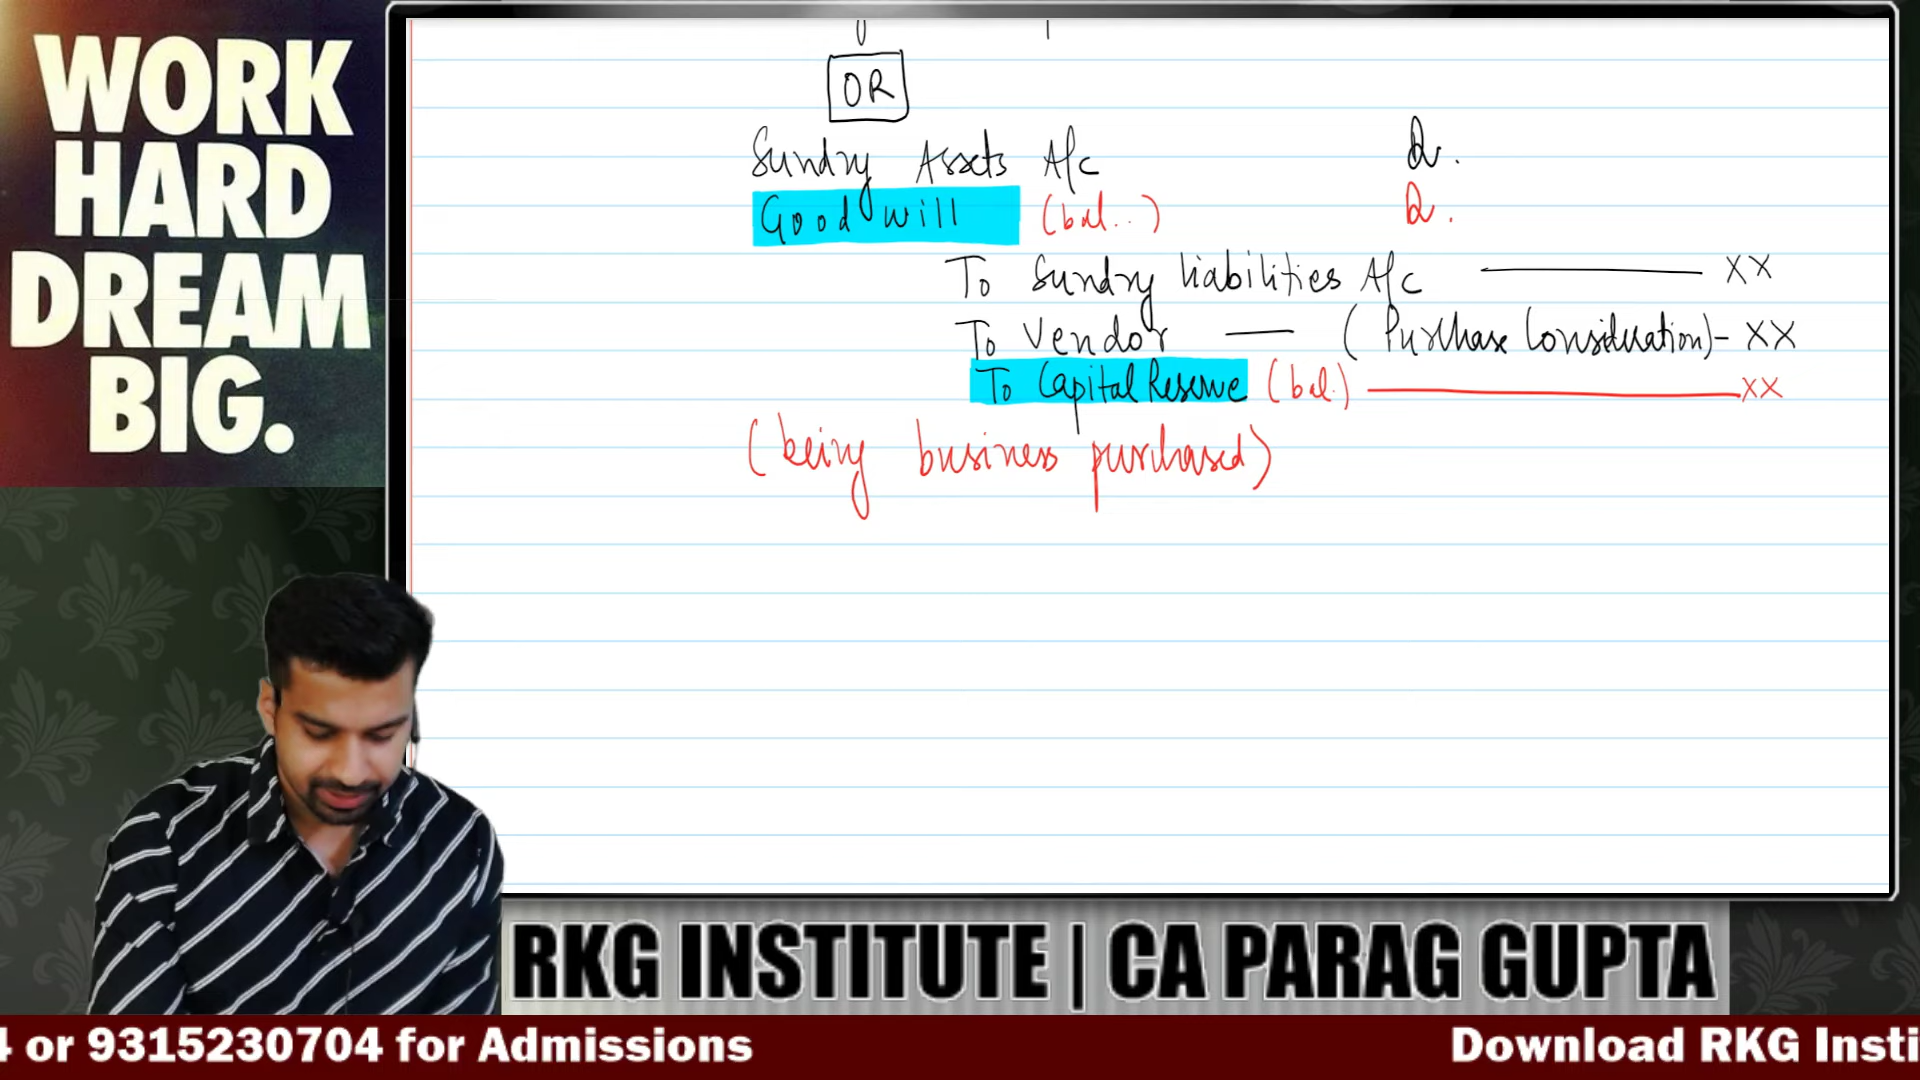 WORK
HARD
DREAM
BIG.
OR
Sundry Assets A/c Dr.
Goodwill (bal..) Dr.
To Sundry liabilities A/c — XX
To Vendor — (Purchase Consideration) - XX
To Capital Reserve (bal.) — XX
(being business purchased)
RKG INSTITUTE | CA PARAG GUPTA
4 or 9315230704 for Admissions
Download RKG Insti